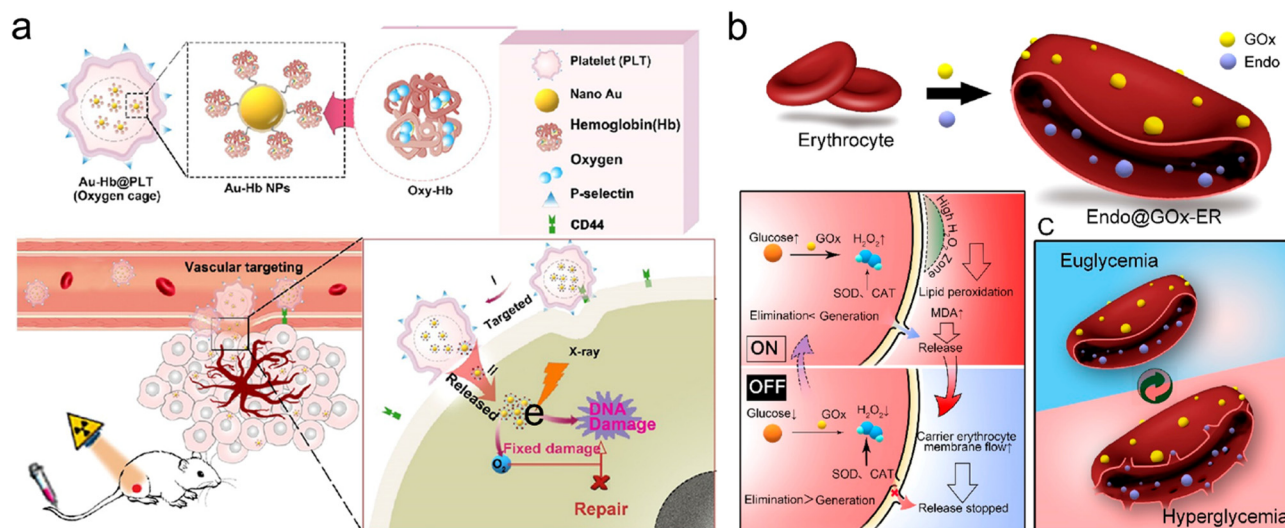 a
Platelet (PLT)
Nano Au
Hemoglobin(Hb)
Oxygen
P-selectin
CD44
Au-Hb@PLT
(Oxygen cage)
Au-Hb NPs
Oxy-Hb
Vascular targeting
I
Targeted
II
Released
X-ray
e
DNA
Damage
Fixed damage
O₂
Repair
b
GOx
Endo
Erythrocyte
Endo@GOx-ER
Glucose↑
GOx
H₂O₂↑
High H₂O₂ Zone
SOD、CAT
Lipid peroxidation
Elimination< Generation
MDA↑
ON
Release
OFF
Glucose↓
GOx
H₂O₂↓
Carrier erythrocyte
membrane flow↑
SOD、CAT
Elimination＞Generation
Release stopped
C
Euglycemia
Hyperglycemia